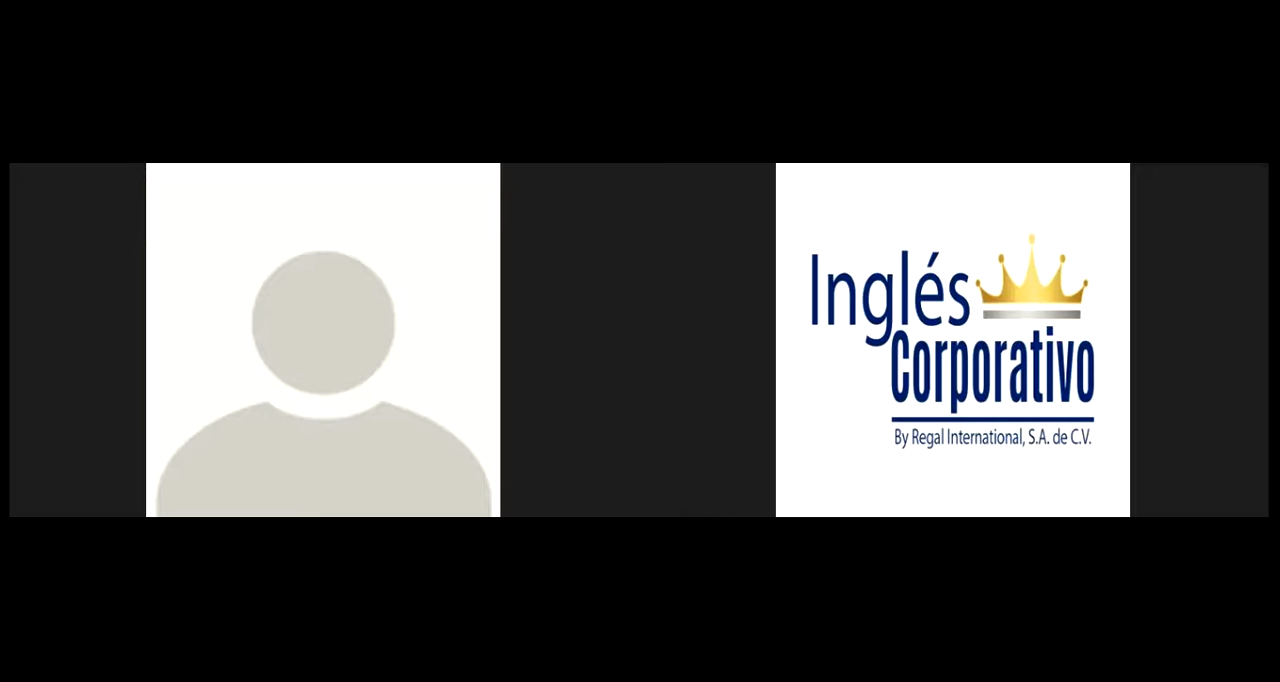 Inglés
Corporativo
By Regal International, S.A. de C.V.